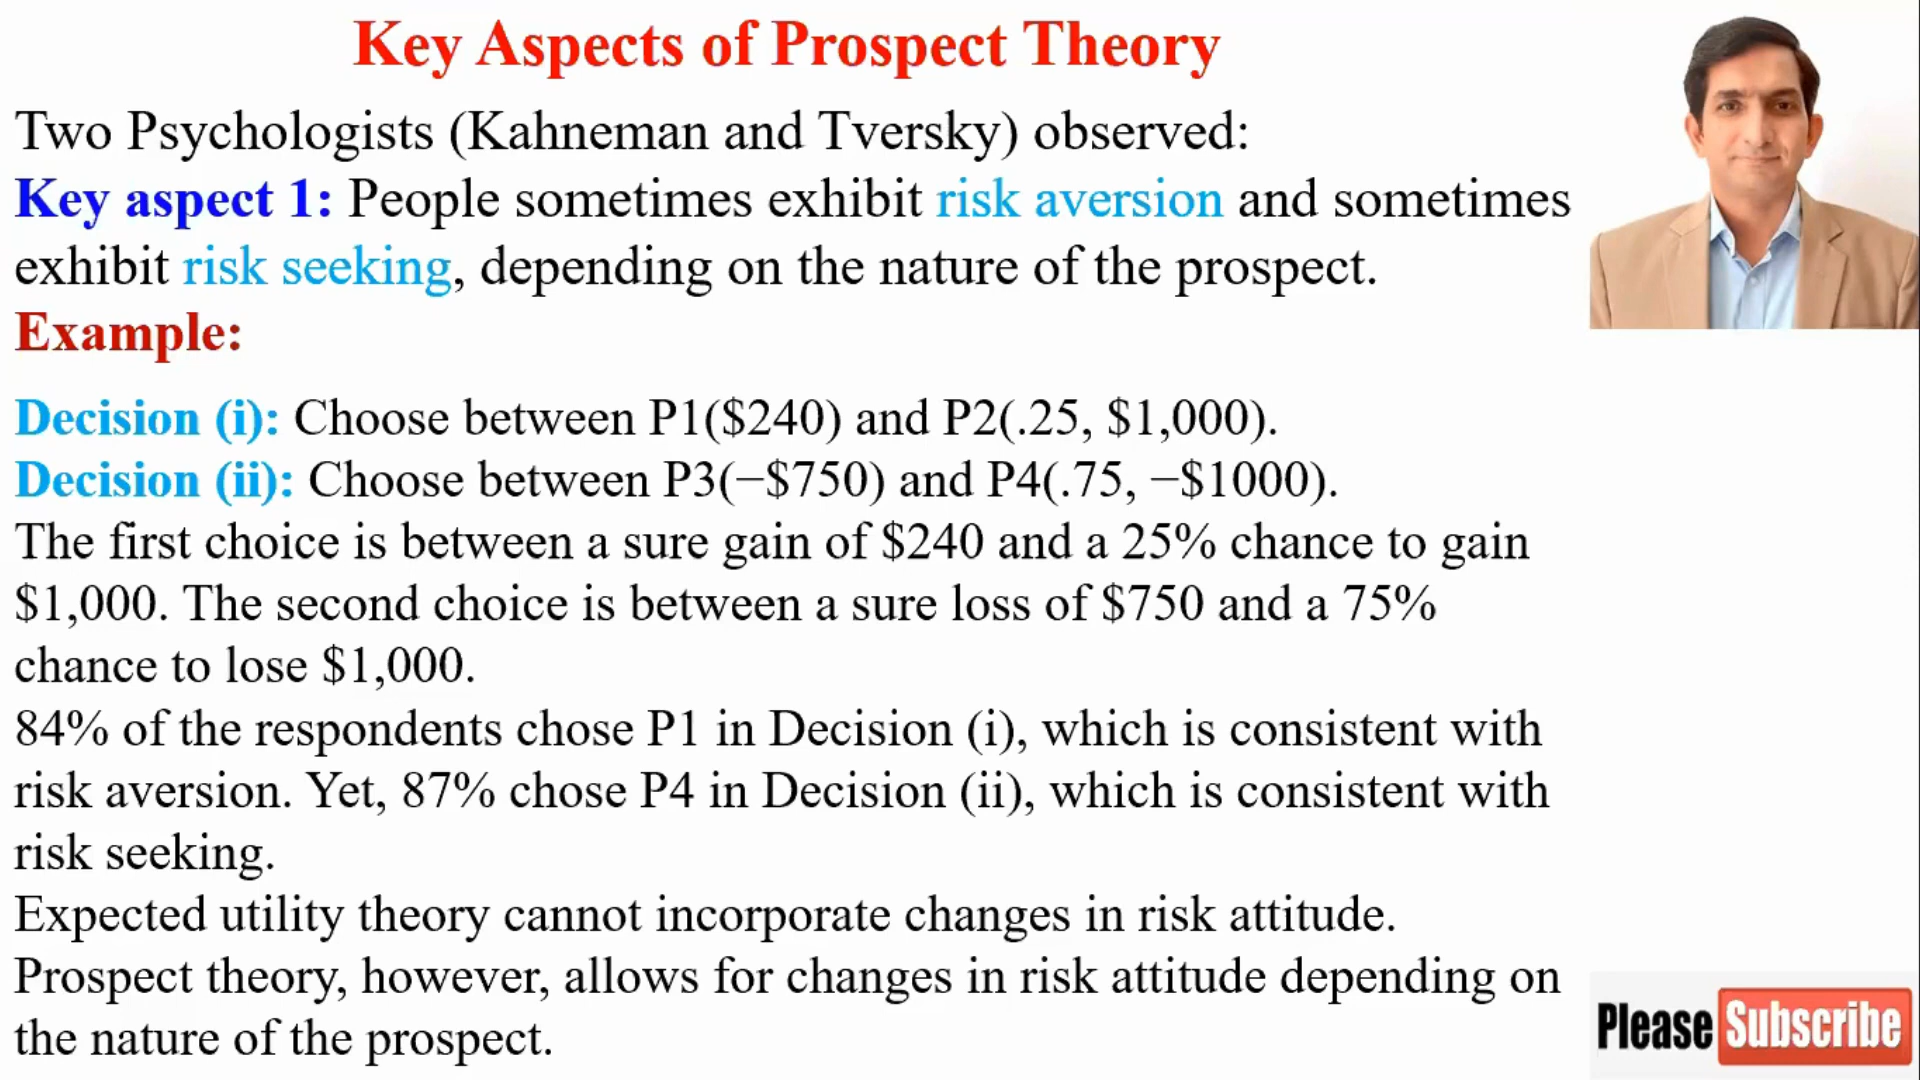 Key Aspects of Prospect Theory
Two Psychologists (Kahneman and Tversky) observed:
Key aspect 1: People sometimes exhibit risk aversion and sometimes
exhibit risk seeking, depending on the nature of the prospect.
Example:
Decision (i): Choose between P1($240) and P2(.25, $1,000).
Decision (ii): Choose between P3(−$750) and P4(.75, −$1000).
The first choice is between a sure gain of $240 and a 25% chance to gain
$1,000. The second choice is between a sure loss of $750 and a 75%
chance to lose $1,000.
84% of the respondents chose P1 in Decision (i), which is consistent with
risk aversion. Yet, 87% chose P4 in Decision (ii), which is consistent with
risk seeking.
Expected utility theory cannot incorporate changes in risk attitude.
Prospect theory, however, allows for changes in risk attitude depending on
the nature of the prospect.
Please Subscribe